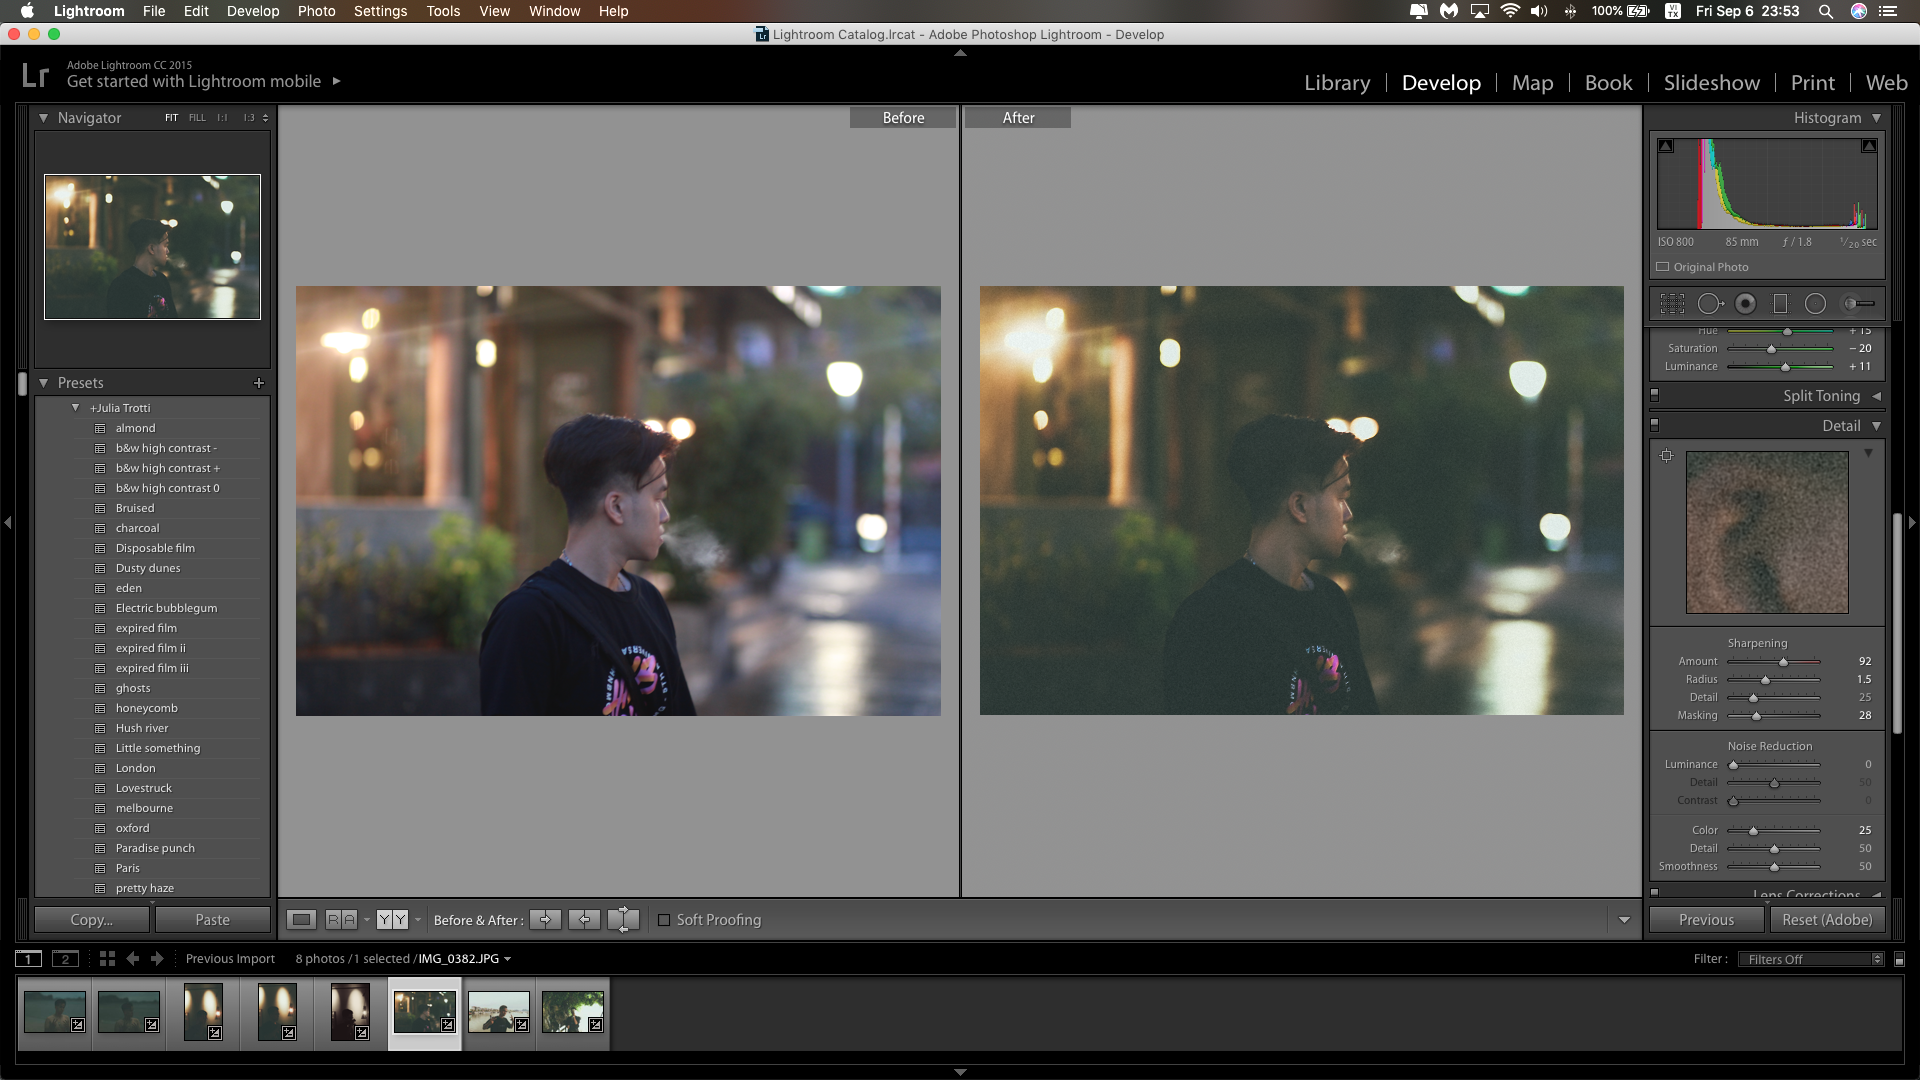 Lightroom File Edit Develop Photo Settings Tools View Window Help 100% VI TX Fri Sep 6 23:53
Lightroom Catalog.lrcat - Adobe Photoshop Lightroom - Develop
Lr Adobe Lightroom CC 2015
Get started with Lightroom mobile
Library Develop Map Book Slideshow Print Web
Navigator FIT FILL 1:1 1:3
Before After
Histogram
ISO 800 85 mm ƒ / 1.8 1/20 sec
Original Photo
Hue + 15
Saturation – 20
Luminance + 11
Split Toning
Detail
Sharpening
Amount 92
Radius 1.5
Detail 25
Masking 28
Noise Reduction
Luminance 0
Detail 50
Contrast 0
Color 25
Detail 50
Smoothness 50
Lens Corrections
Previous Reset (Adobe)
Presets +
+Julia Trotti
almond
b&w high contrast -
b&w high contrast +
b&w high contrast 0
Bruised
charcoal
Disposable film
Dusty dunes
eden
Electric bubblegum
expired film
expired film ii
expired film iii
ghosts
honeycomb
Hush river
Little something
London
Lovestruck
melbourne
oxford
Paradise punch
Paris
pretty haze
Copy... Paste
R A Y Y Before & After : Soft Proofing
1 2 Previous Import 8 photos / 1 selected / IMG_0382.JPG Filter : Filters Off